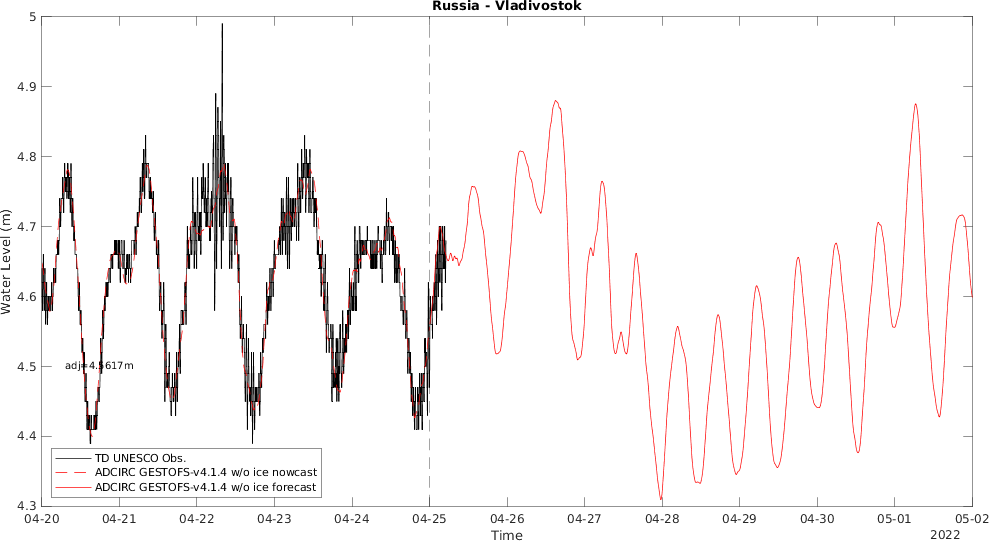 Russia - Vladivostok
Water Level (m)
5
4.9
4.8
4.7
4.6
4.5
4.4
4.3
adj=4.5617m
TD UNESCO Obs.
ADCIRC GESTOFS-v4.1.4 w/o ice nowcast
ADCIRC GESTOFS-v4.1.4 w/o ice forecast
04-20 04-21 04-22 04-23 04-24 04-25 04-26 04-27 04-28 04-29 04-30 05-01 05-02
Time
2022